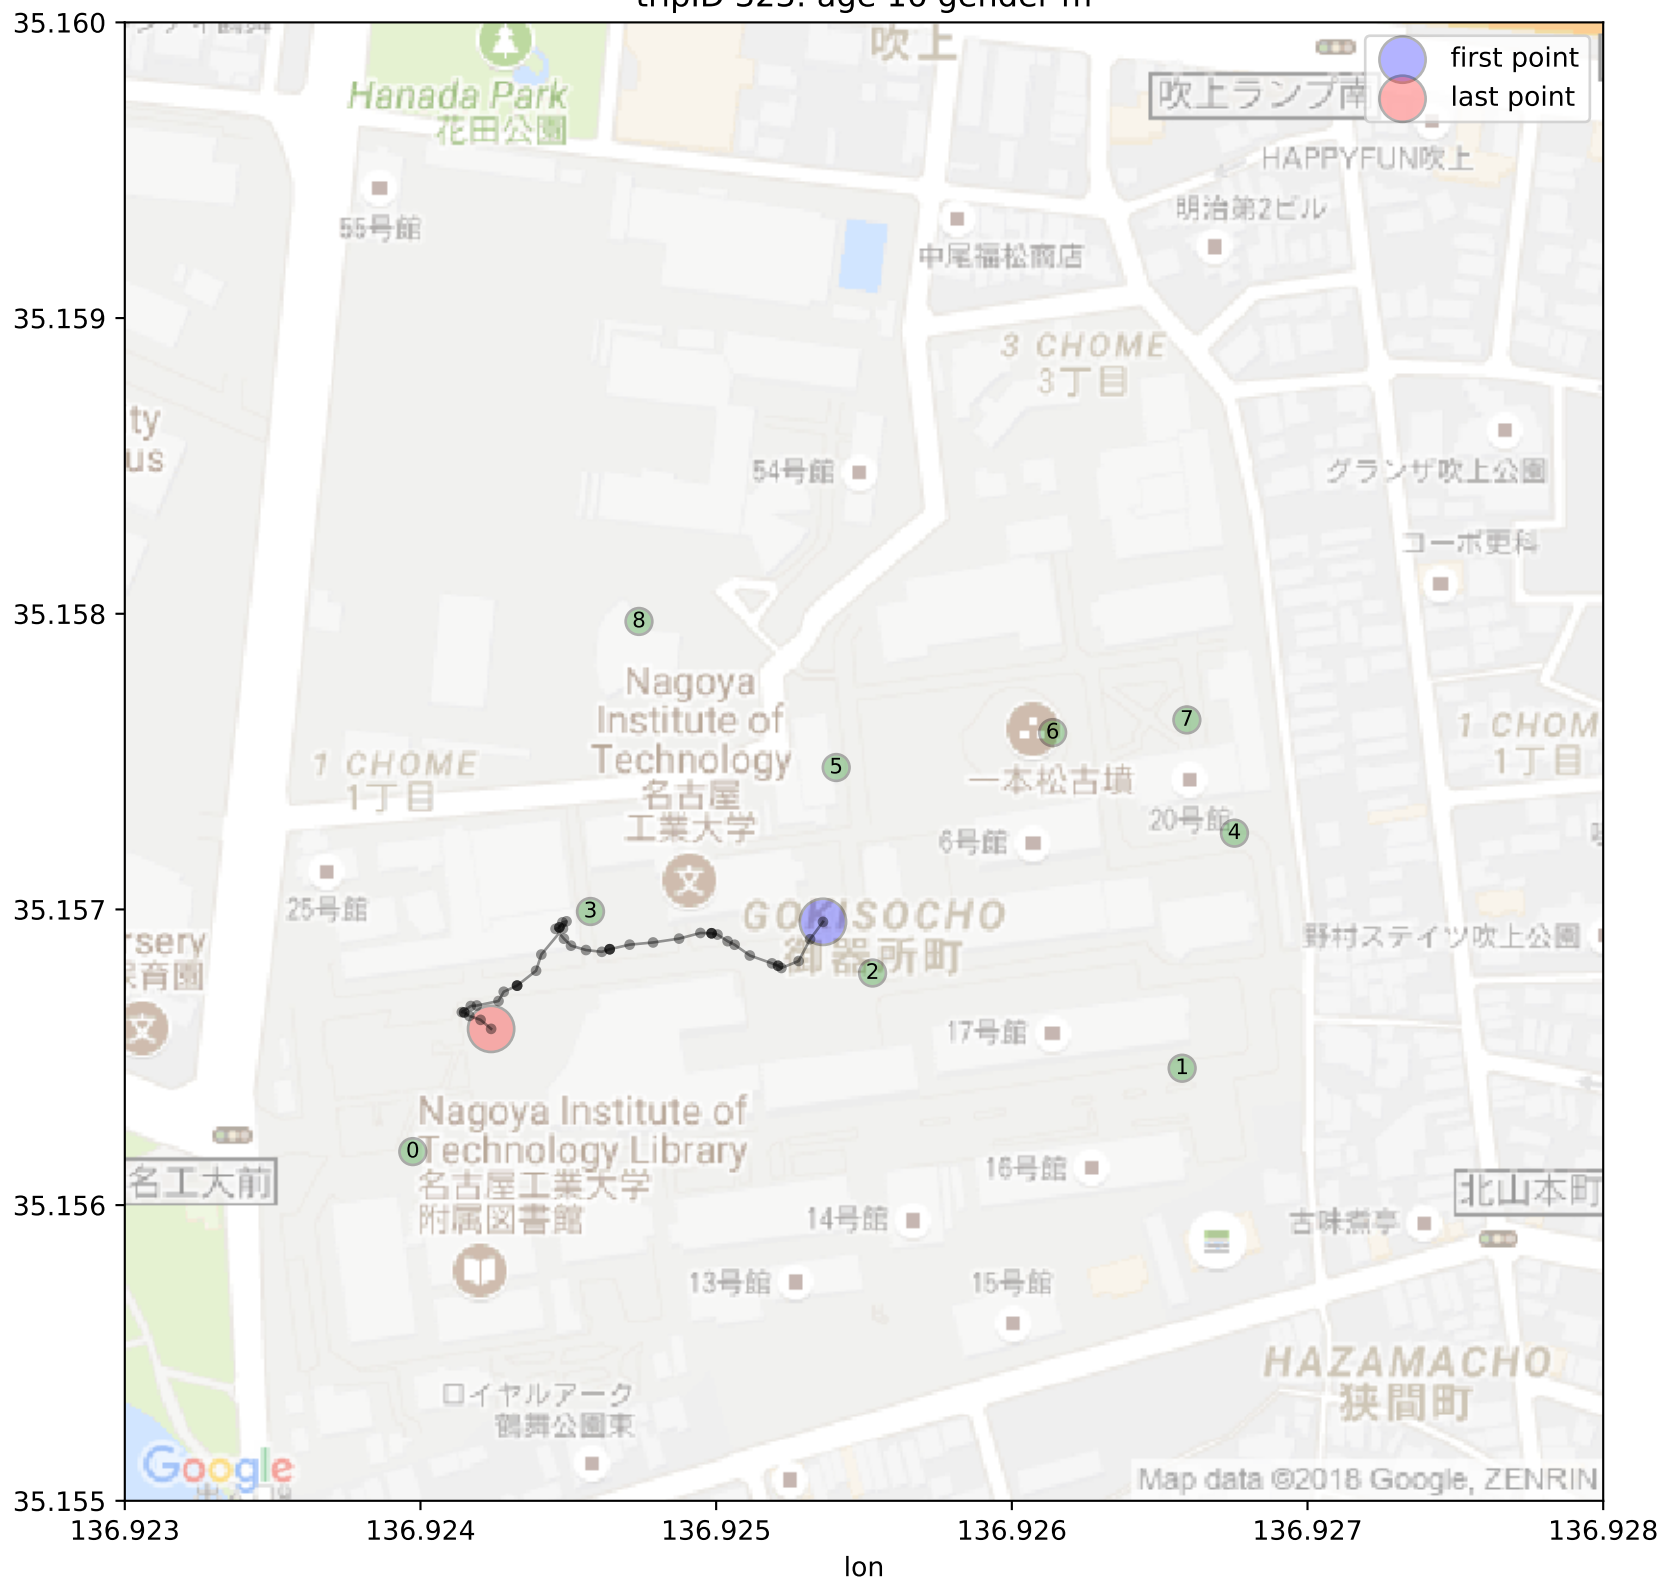 35.160
Hanada Park
花田公園
吹上
first point
last point
吹上ランプ南
HAPPYFUN吹上
55号館
明治第2ビル
中尾福松商店
35.159
3 CHOME
3丁目
ty
us
54号館
グランザ吹上公園
コーポ更科
35.158
8
Nagoya
Institute of
Technology
名古屋
工業大学
1 CHOME
1丁目
5
6
7
一本松古墳
20号館
4
6号館
1 CHOM
1丁目
25号館
35.157
3
GOKISOCHO
御器所町
2
野村ステイツ吹上公園
rsery
保育園
17号館
1
Nagoya Institute of
Technology Library
名古屋工業大学
附属図書館
0
名工大前
16号館
北山本町
35.156
14号館
古味煮亭
13号館
15号館
HAZAMACHO
狭間町
ロイヤルアーク
鶴舞公園東
Google
Map data ©2018 Google, ZENRIN
35.155
136.923
136.924
136.925
136.926
136.927
136.928
lon